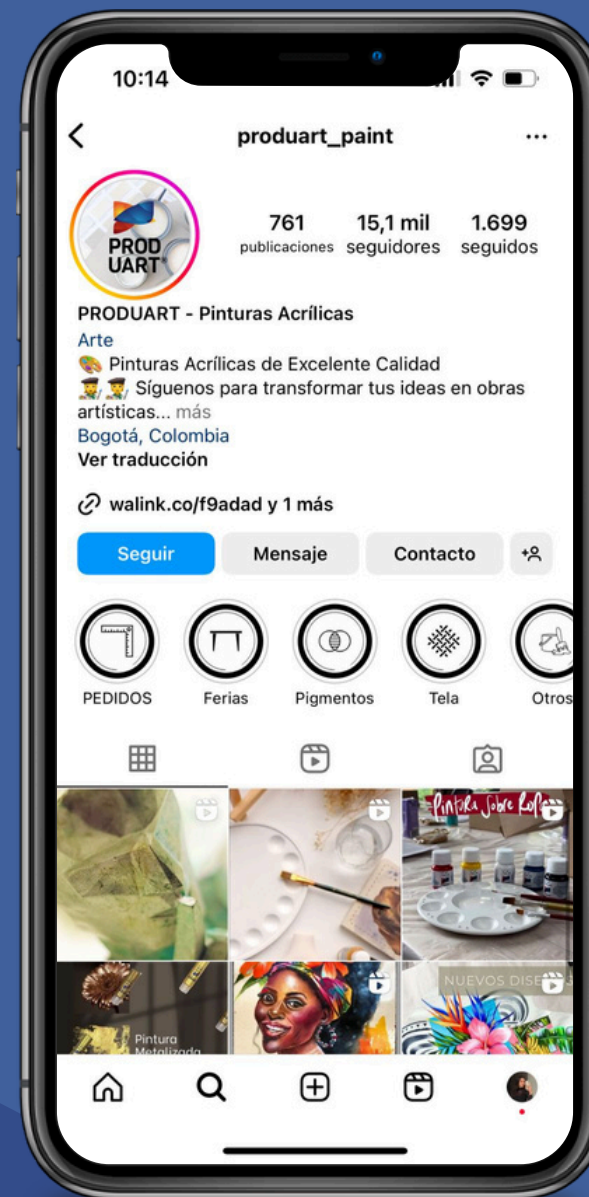 10:14
produart_paint
PROD
UART
761
publicaciones
15,1 mil
seguidores
1.699
seguidos
PRODUART - Pinturas Acrílicas
Arte
🎨 Pinturas Acrílicas de Excelente Calidad
👨‍🎨👨‍🎨 Síguenos para transformar tus ideas en obras
artísticas... más
Bogotá, Colombia
Ver traducción
walink.co/f9adad y 1 más
Seguir
Mensaje
Contacto
PEDIDOS
Ferias
Pigmentos
Tela
Otros
Pintura Sobre
Pintura
Metalizada
NUEVOS